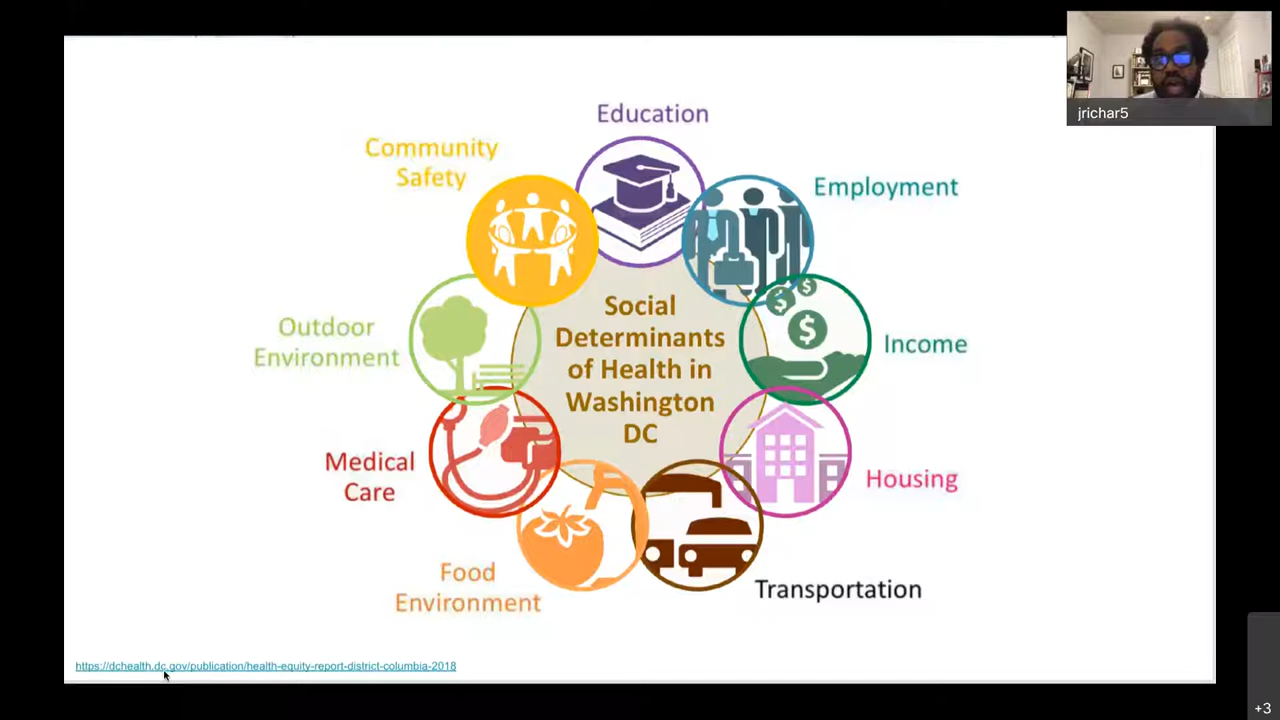 jrichar5
Education
Community
Safety
Employment
Outdoor
Environment
Social
Determinants
of Health in
Washington
DC
Income
Medical
Care
Housing
Food
Environment
Transportation
$
$
$
https://dchealth.dc.gov/publication/health-equity-report-district-columbia-2018
+3